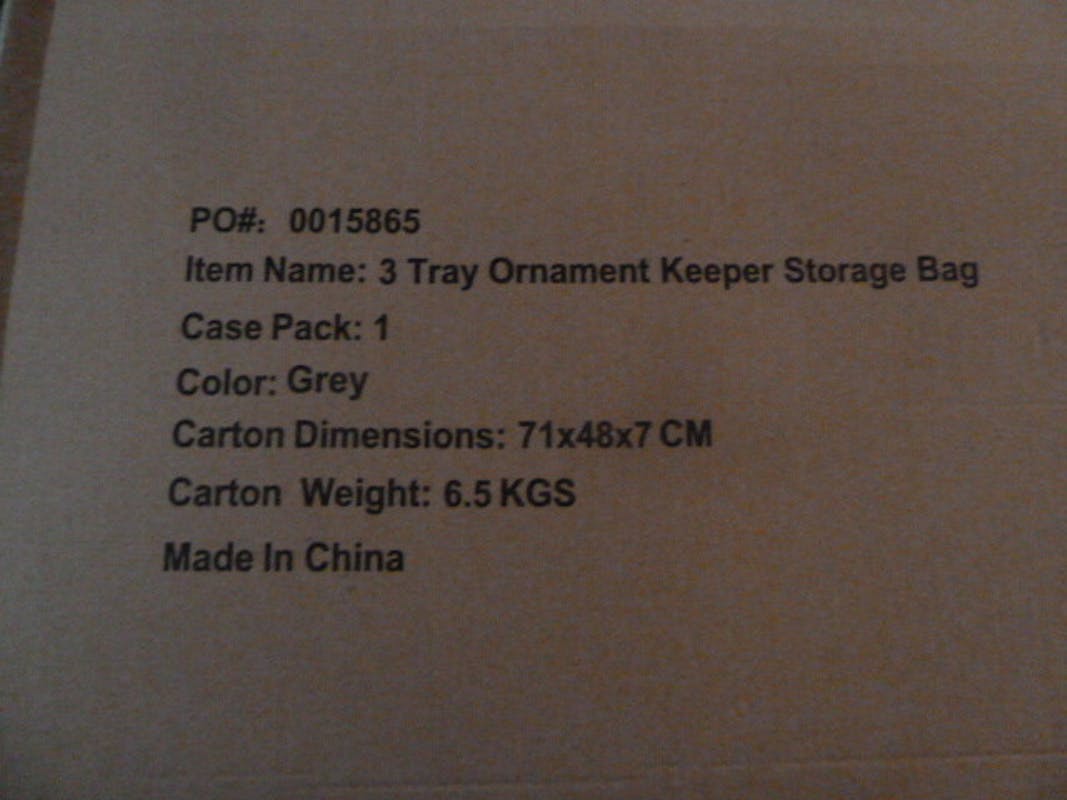 PO#: 0015865
Item Name: 3 Tray Ornament Keeper Storage Bag
Case Pack: 1
Color: Grey
Carton Dimensions: 71x48x7 CM
Carton Weight: 6.5 KGS
Made In China